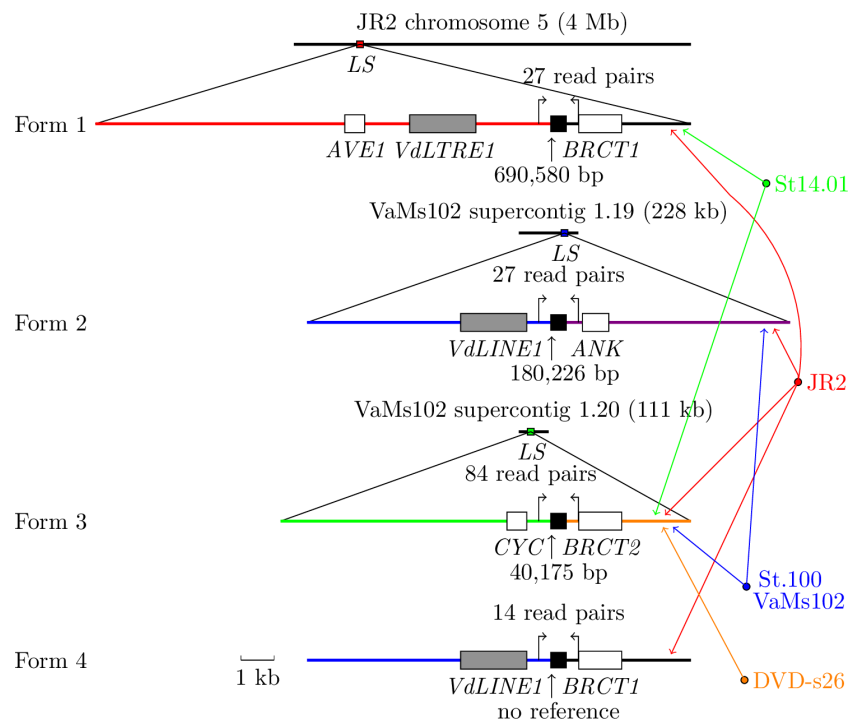 JR2 chromosome 5 (4 Mb)
LS
27 read pairs
Form 1
AVE1 VdLTRE1 BRCT1
690,580 bp
St14.01
VaMs102 supercontig 1.19 (228 kb)
LS
27 read pairs
Form 2
VdLINE1 ANK
180,226 bp
JR2
VaMs102 supercontig 1.20 (111 kb)
LS
84 read pairs
Form 3
CYC BRCT2
40,175 bp
St.100
VaMs102
14 read pairs
Form 4
1 kb
VdLINE1 BRCT1
DVD-s26
no reference